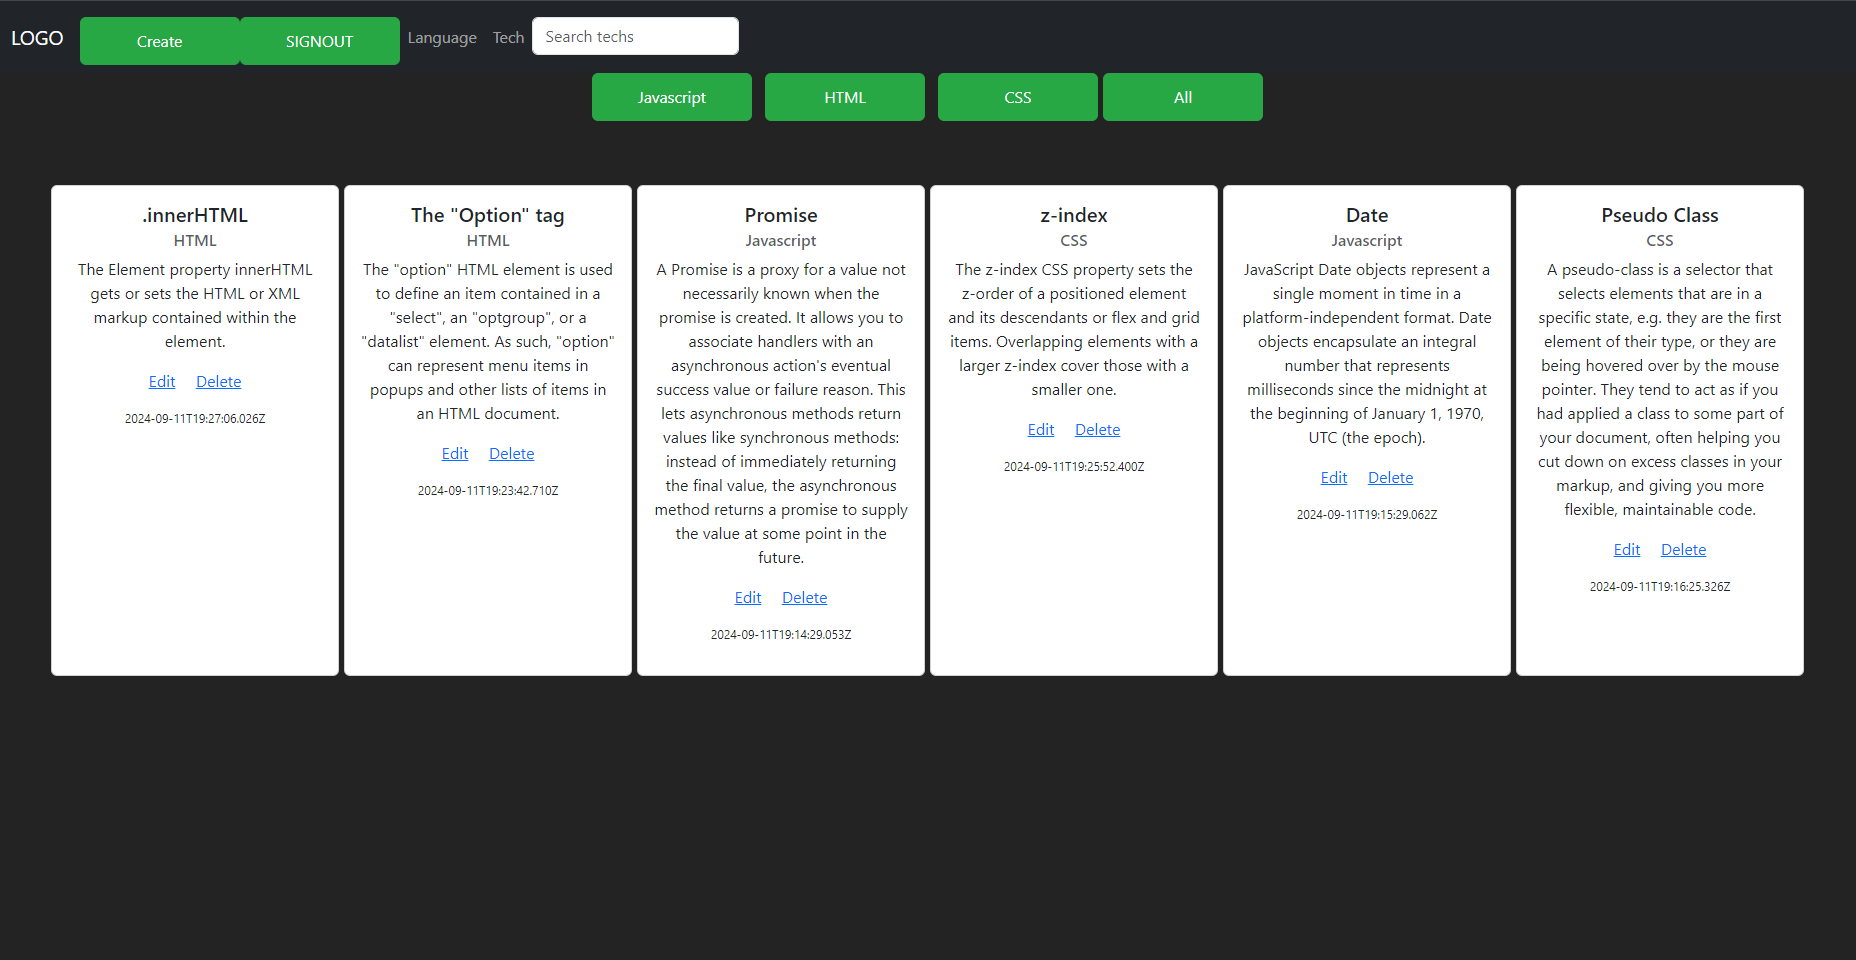 LOGO
Create
SIGNOUT
Language
Tech
Search techs
Javascript
HTML
CSS
All
.innerHTML
HTML
The Element property innerHTML
gets or sets the HTML or XML
markup contained within the
element.
Edit Delete
2024-09-11T19:27:06.026Z
The "Option" tag
HTML
The "option" HTML element is used
to define an item contained in a
"select", an "optgroup", or a
"datalist" element. As such, "option"
can represent menu items in
popups and other lists of items in
an HTML document.
Edit Delete
2024-09-11T19:23:42.710Z
Promise
Javascript
A Promise is a proxy for a value not
necessarily known when the
promise is created. It allows you to
associate handlers with an
asynchronous action's eventual
success value or failure reason. This
lets asynchronous methods return
values like synchronous methods:
instead of immediately returning
the final value, the asynchronous
method returns a promise to supply
the value at some point in the
future.
Edit Delete
2024-09-11T19:14:29.053Z
z-index
CSS
The z-index CSS property sets the
z-order of a positioned element
and its descendants or flex and grid
items. Overlapping elements with a
larger z-index cover those with a
smaller one.
Edit Delete
2024-09-11T19:25:52.400Z
Date
Javascript
JavaScript Date objects represent a
single moment in time in a
platform-independent format. Date
objects encapsulate an integral
number that represents
milliseconds since the midnight at
the beginning of January 1, 1970,
UTC (the epoch).
Edit Delete
2024-09-11T19:15:29.062Z
Pseudo Class
CSS
A pseudo-class is a selector that
selects elements that are in a
specific state, e.g. they are the first
element of their type, or they are
being hovered over by the mouse
pointer. They tend to act as if you
had applied a class to some part of
your document, often helping you
cut down on excess classes in your
markup, and giving you more
flexible, maintainable code.
Edit Delete
2024-09-11T19:16:25.326Z